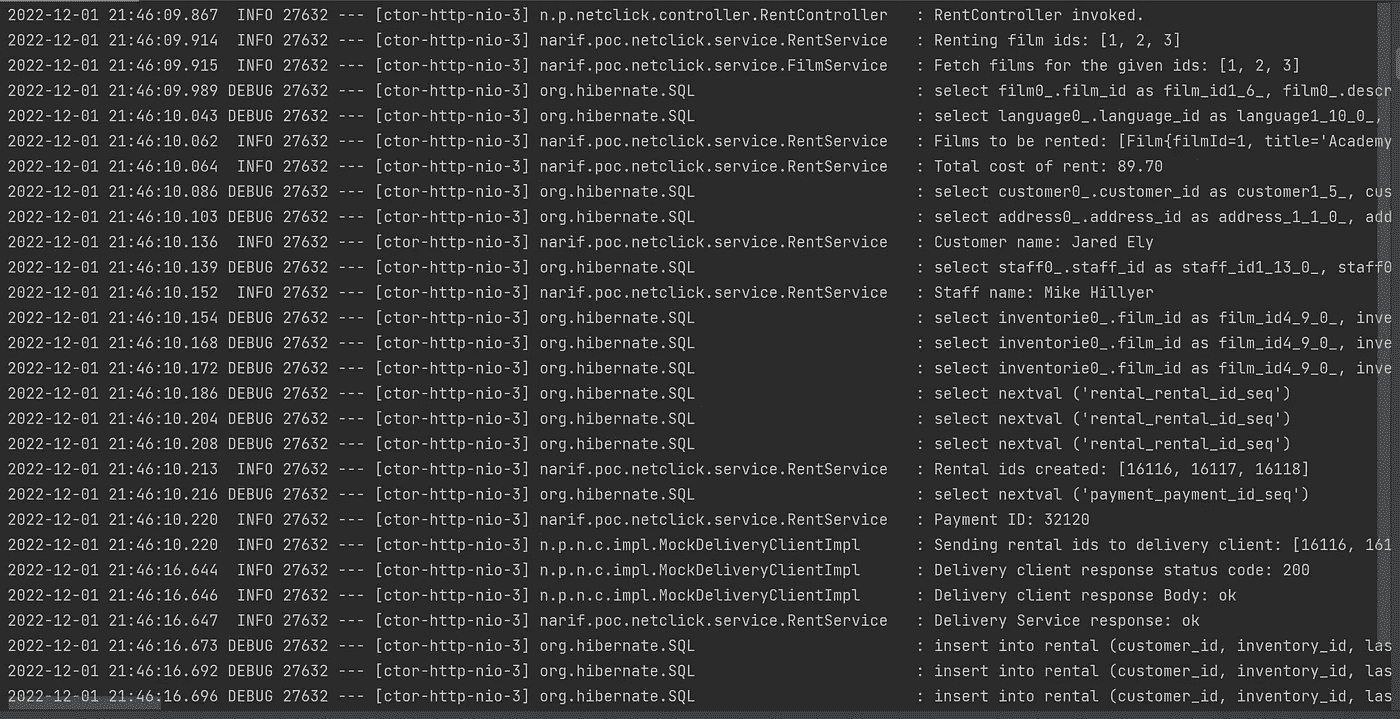 2022-12-01 21:46:09.867  INFO 27632 --- [ctor-http-nio-3] n.p.netclick.controller.RentController   : RentController invoked.
2022-12-01 21:46:09.914  INFO 27632 --- [ctor-http-nio-3] narif.poc.netclick.service.RentService   : Renting film ids: [1, 2, 3]
2022-12-01 21:46:09.915  INFO 27632 --- [ctor-http-nio-3] narif.poc.netclick.service.FilmService   : Fetch films for the given ids: [1, 2, 3]
2022-12-01 21:46:09.989 DEBUG 27632 --- [ctor-http-nio-3] org.hibernate.SQL                        : select film0_.film_id as film_id1_6_, film0_.descr
2022-12-01 21:46:10.043 DEBUG 27632 --- [ctor-http-nio-3] org.hibernate.SQL                        : select language0_.language_id as language1_10_0_,
2022-12-01 21:46:10.062  INFO 27632 --- [ctor-http-nio-3] narif.poc.netclick.service.RentService   : Films to be rented: [Film{filmId=1, title='Academy
2022-12-01 21:46:10.064  INFO 27632 --- [ctor-http-nio-3] narif.poc.netclick.service.RentService   : Total cost of rent: 89.70
2022-12-01 21:46:10.086 DEBUG 27632 --- [ctor-http-nio-3] org.hibernate.SQL                        : select customer0_.customer_id as customer1_5_, cus
2022-12-01 21:46:10.103 DEBUG 27632 --- [ctor-http-nio-3] org.hibernate.SQL                        : select address0_.address_id as address_1_1_0_, add
2022-12-01 21:46:10.136  INFO 27632 --- [ctor-http-nio-3] narif.poc.netclick.service.RentService   : Customer name: Jared Ely
2022-12-01 21:46:10.139 DEBUG 27632 --- [ctor-http-nio-3] org.hibernate.SQL                        : select staff0_.staff_id as staff_id1_13_0_, staff0
2022-12-01 21:46:10.152  INFO 27632 --- [ctor-http-nio-3] narif.poc.netclick.service.RentService   : Staff name: Mike Hillyer
2022-12-01 21:46:10.154 DEBUG 27632 --- [ctor-http-nio-3] org.hibernate.SQL                        : select inventorie0_.film_id as film_id4_9_0_, inve
2022-12-01 21:46:10.168 DEBUG 27632 --- [ctor-http-nio-3] org.hibernate.SQL                        : select inventorie0_.film_id as film_id4_9_0_, inve
2022-12-01 21:46:10.172 DEBUG 27632 --- [ctor-http-nio-3] org.hibernate.SQL                        : select inventorie0_.film_id as film_id4_9_0_, inve
2022-12-01 21:46:10.186 DEBUG 27632 --- [ctor-http-nio-3] org.hibernate.SQL                        : select nextval ('rental_rental_id_seq')
2022-12-01 21:46:10.204 DEBUG 27632 --- [ctor-http-nio-3] org.hibernate.SQL                        : select nextval ('rental_rental_id_seq')
2022-12-01 21:46:10.208 DEBUG 27632 --- [ctor-http-nio-3] org.hibernate.SQL                        : select nextval ('rental_rental_id_seq')
2022-12-01 21:46:10.213  INFO 27632 --- [ctor-http-nio-3] narif.poc.netclick.service.RentService   : Rental ids created: [16116, 16117, 16118]
2022-12-01 21:46:10.216 DEBUG 27632 --- [ctor-http-nio-3] org.hibernate.SQL                        : select nextval ('payment_payment_id_seq')
2022-12-01 21:46:10.220  INFO 27632 --- [ctor-http-nio-3] narif.poc.netclick.service.RentService   : Payment ID: 32120
2022-12-01 21:46:10.220  INFO 27632 --- [ctor-http-nio-3] n.p.n.c.impl.MockDeliveryClientImpl      : Sending rental ids to delivery client: [16116, 161
2022-12-01 21:46:16.644  INFO 27632 --- [ctor-http-nio-3] n.p.n.c.impl.MockDeliveryClientImpl      : Delivery client response status code: 200
2022-12-01 21:46:16.646  INFO 27632 --- [ctor-http-nio-3] n.p.n.c.impl.MockDeliveryClientImpl      : Delivery client response Body: ok
2022-12-01 21:46:16.647  INFO 27632 --- [ctor-http-nio-3] narif.poc.netclick.service.RentService   : Delivery Service response: ok
2022-12-01 21:46:16.673 DEBUG 27632 --- [ctor-http-nio-3] org.hibernate.SQL                        : insert into rental (customer_id, inventory_id, las
2022-12-01 21:46:16.692 DEBUG 27632 --- [ctor-http-nio-3] org.hibernate.SQL                        : insert into rental (customer_id, inventory_id, las
2022-12-01 21:46:16.696 DEBUG 27632 --- [ctor-http-nio-3] org.hibernate.SQL                        : insert into rental (customer_id, inventory_id, las